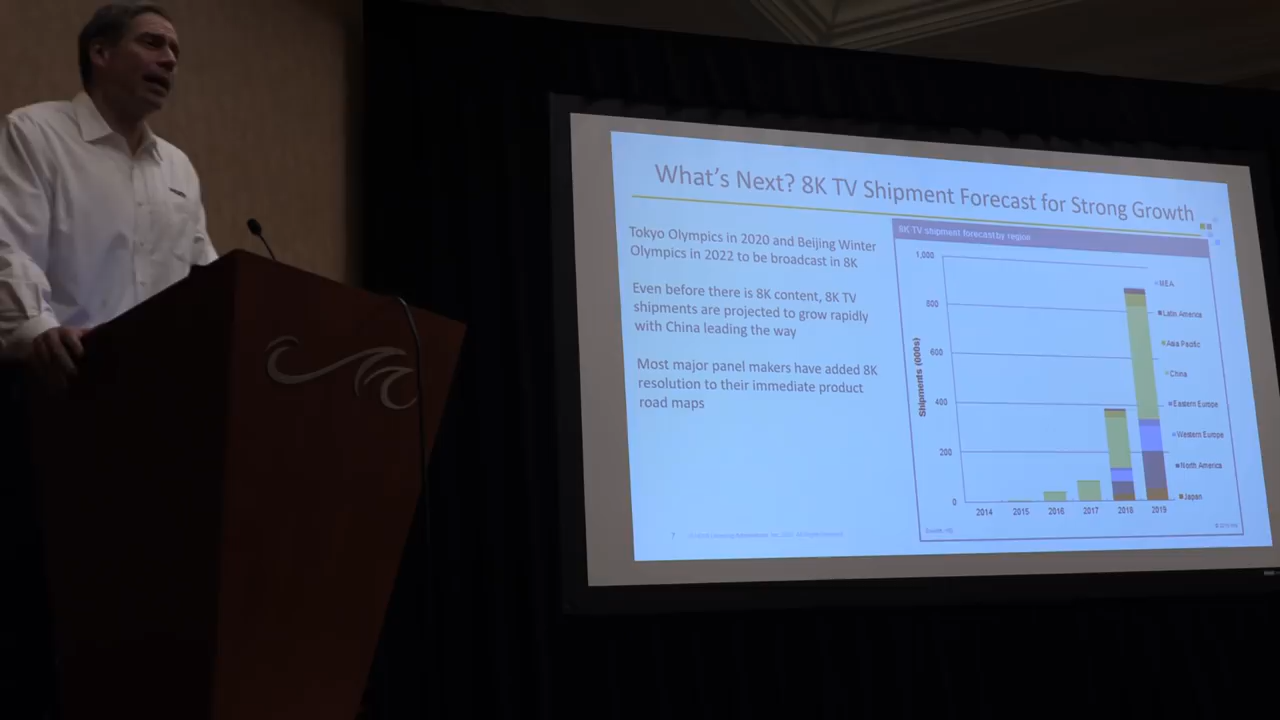 What's Next? 8K TV Shipment Forecast for Strong Growth
Tokyo Olympics in 2020 and Beijing Winter
Olympics in 2022 to be broadcast in 8K
Even before there is 8K content, 8K TV
shipments are projected to grow rapidly
with China leading the way
Most major panel makers have added 8K
resolution to their immediate product
road maps
7
8K TV shipment forecast by region
Shipments (000s)
1,000
800
600
400
200
0
2014 2015 2016 2017 2018 2019
MEA
Latin America
Asia Pacific
China
Eastern Europe
Western Europe
North America
Japan